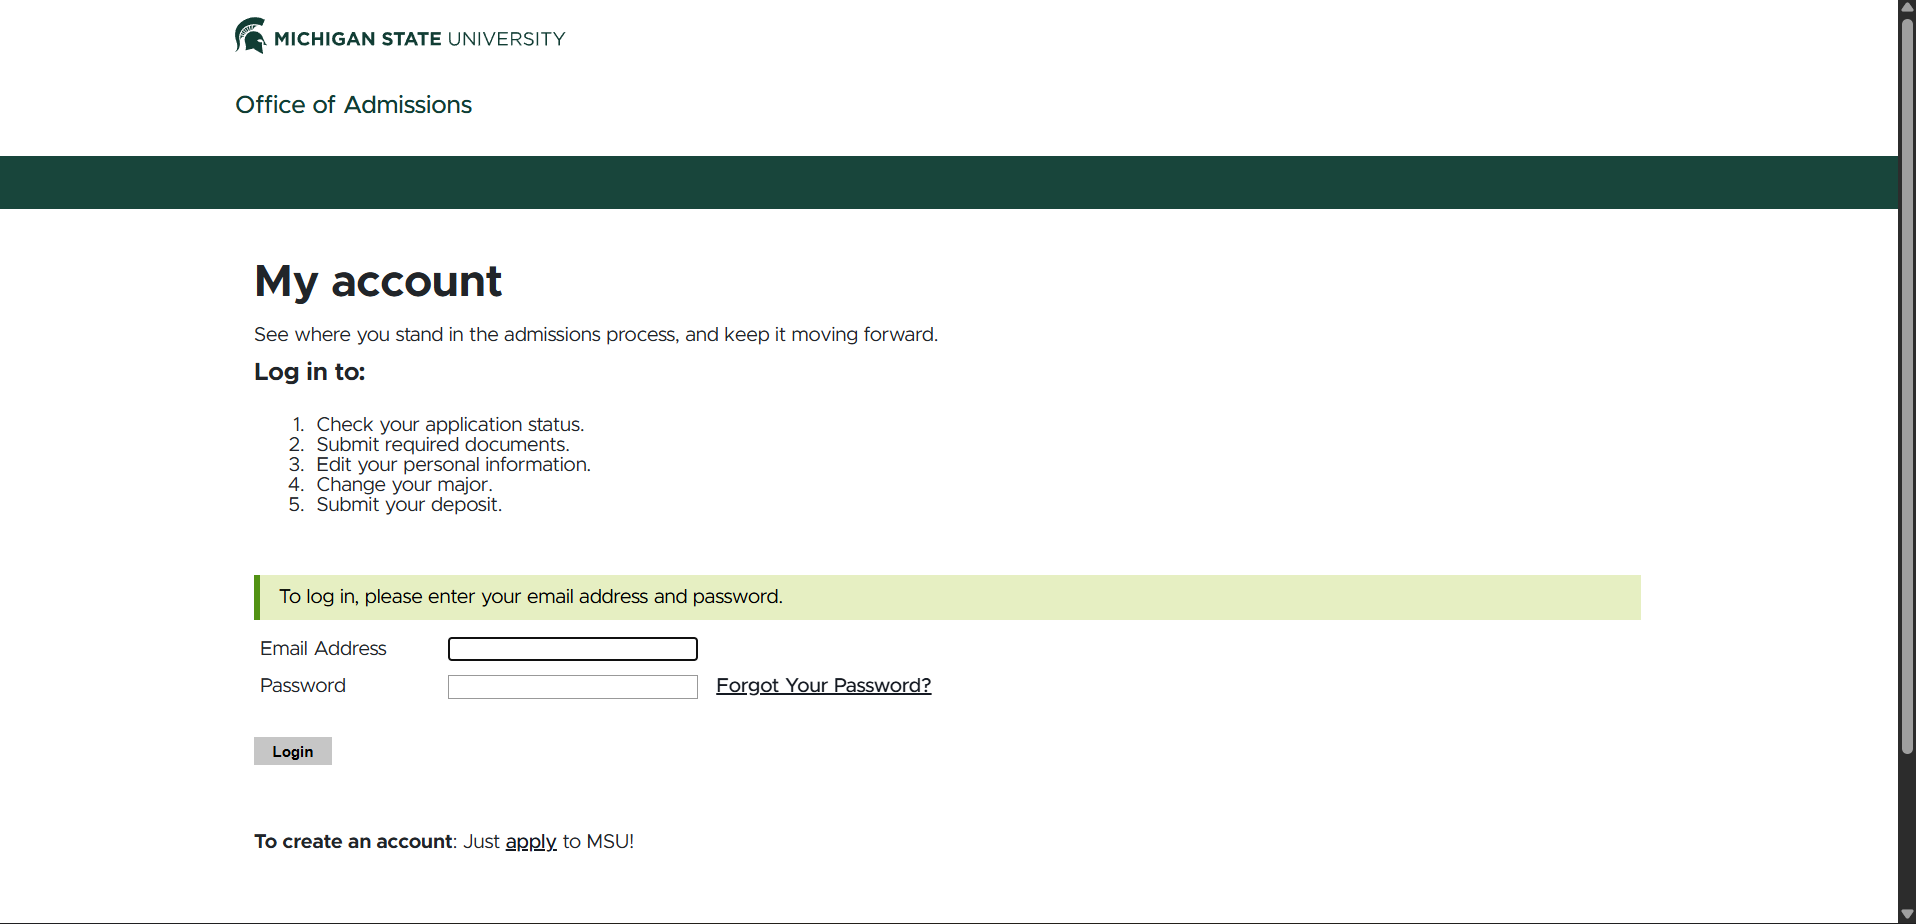 MICHIGAN STATE UNIVERSITY
Office of Admissions
My account
See where you stand in the admissions process, and keep it moving forward.
Log in to:
1. Check your application status.
2. Submit required documents.
3. Edit your personal information.
4. Change your major.
5. Submit your deposit.
To log in, please enter your email address and password.
Email Address
Password Forgot Your Password?
Login
To create an account: Just apply to MSU!